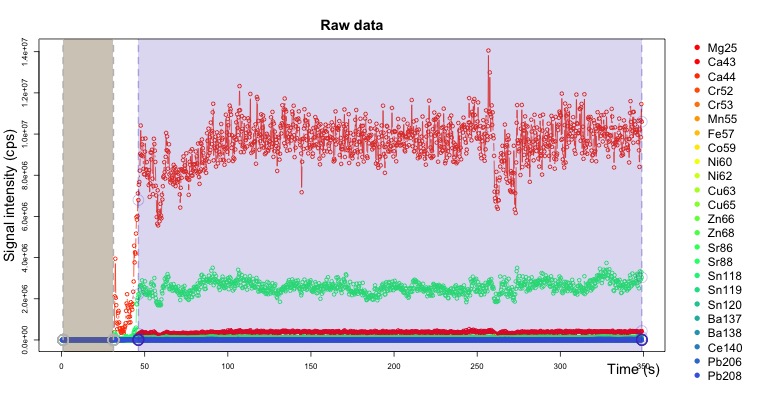 Raw data
Signal intensity (cps)
1.4e+07
1.2e+07
1.0e+07
8.0e+06
6.0e+06
4.0e+06
2.0e+06
0.0e+00
0 50 100 150 200 250 300 350
Time (s)
Mg25
Ca43
Ca44
Cr52
Cr53
Mn55
Fe57
Co59
Ni60
Ni62
Cu63
Cu65
Zn66
Zn68
Sr86
Sr88
Sn118
Sn119
Sn120
Ba137
Ba138
Ce140
Pb206
Pb208